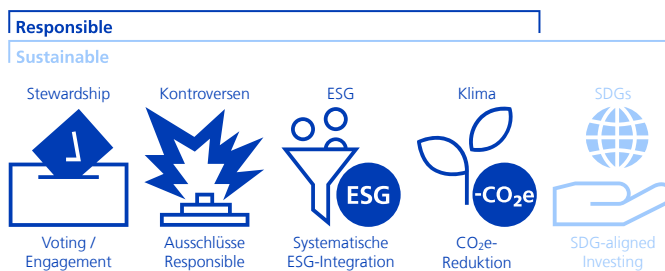 Responsible
Sustainable
Stewardship
Kontroversen
ESG
Klima
SDGs
ESG
-CO₂e
Voting /
Engagement
Ausschlüsse
Responsible
Systematische
ESG-Integration
CO₂e-
Reduktion
SDG-aligned
Investing